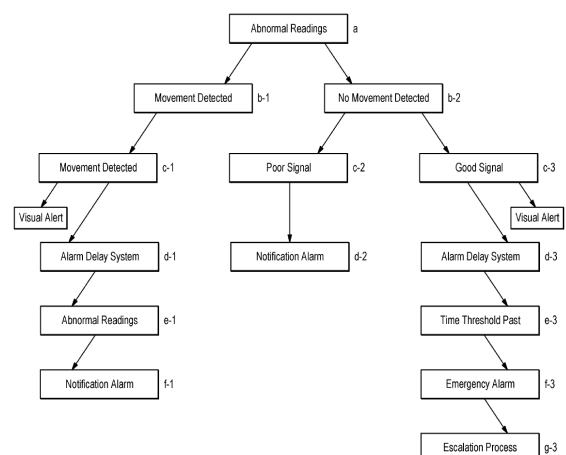 Abnormal Readings a
Movement Detected b-1 No Movement Detected b-2
Movement Detected c-1 Poor Signal c-2 Good Signal c-3
Visual Alert Visual Alert
Alarm Delay System d-1 Notification Alarm d-2 Alarm Delay System d-3
Abnormal Readings e-1 Time Threshold Past e-3
Notification Alarm f-1 Emergency Alarm f-3
Escalation Process g-3